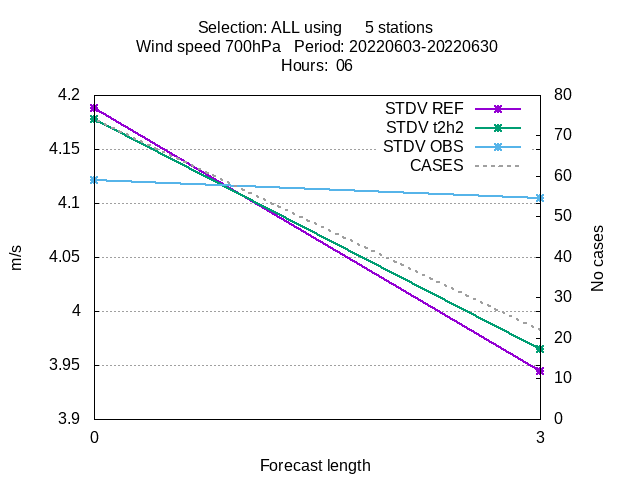 Selection: ALL using 5 stations
Wind speed 700hPa Period: 20220603-20220630
Hours: 06
4.2
4.15
4.1
4.05
4
3.95
3.9
80
70
60
50
40
30
20
10
0
STDV REF
STDV t2h2
STDV OBS
CASES
m/s
No cases
0
3
Forecast length